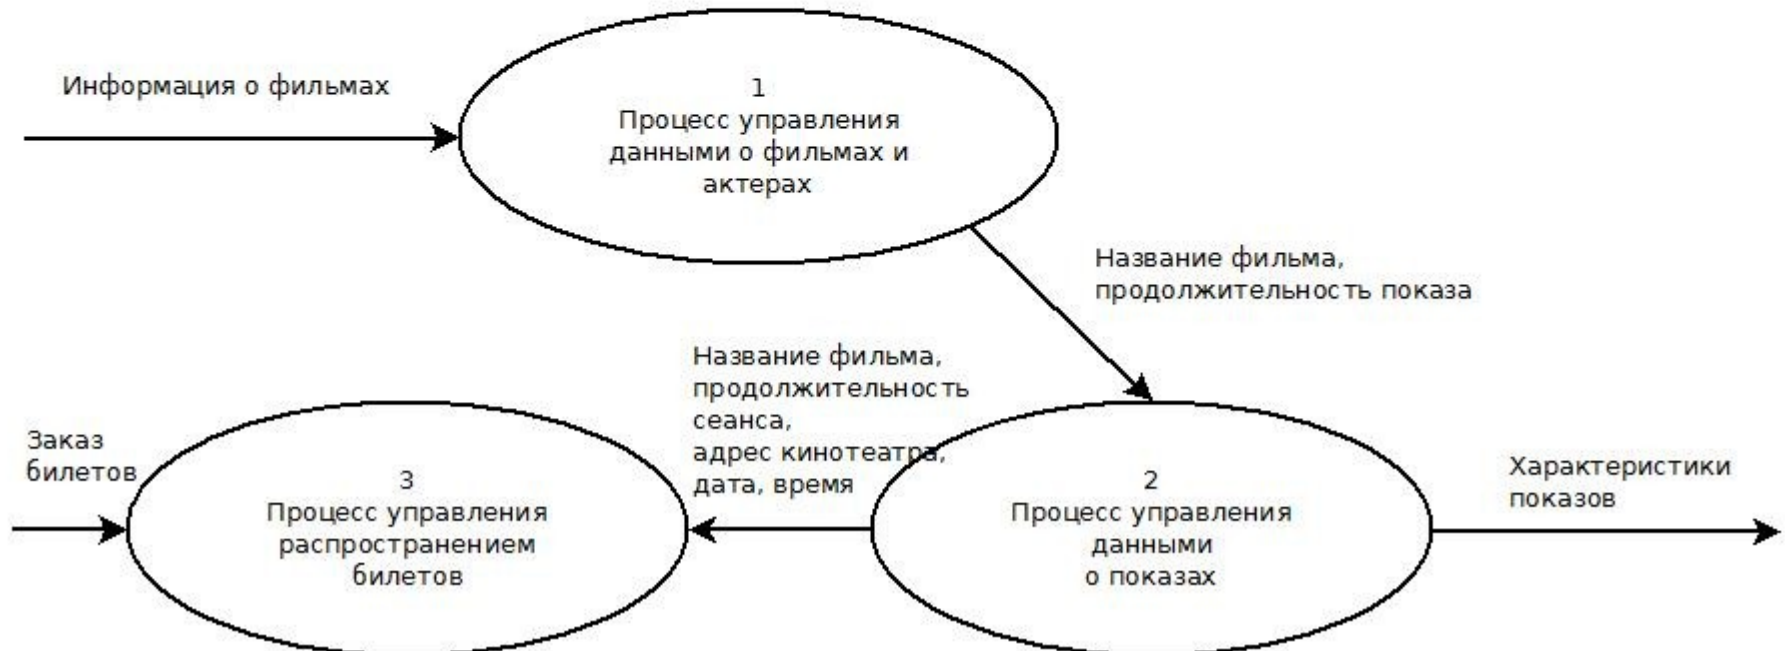 Информация о фильмах
1
Процесс управления
данными о фильмах и
актерах
Название фильма,
продолжительность показа
Название фильма,
продолжительность
сеанса,
адрес кинотеатра,
дата, время
Заказ
билетов
3
Процесс управления
распространением
билетов
2
Процесс управления
данными
о показах
Характеристики
показов